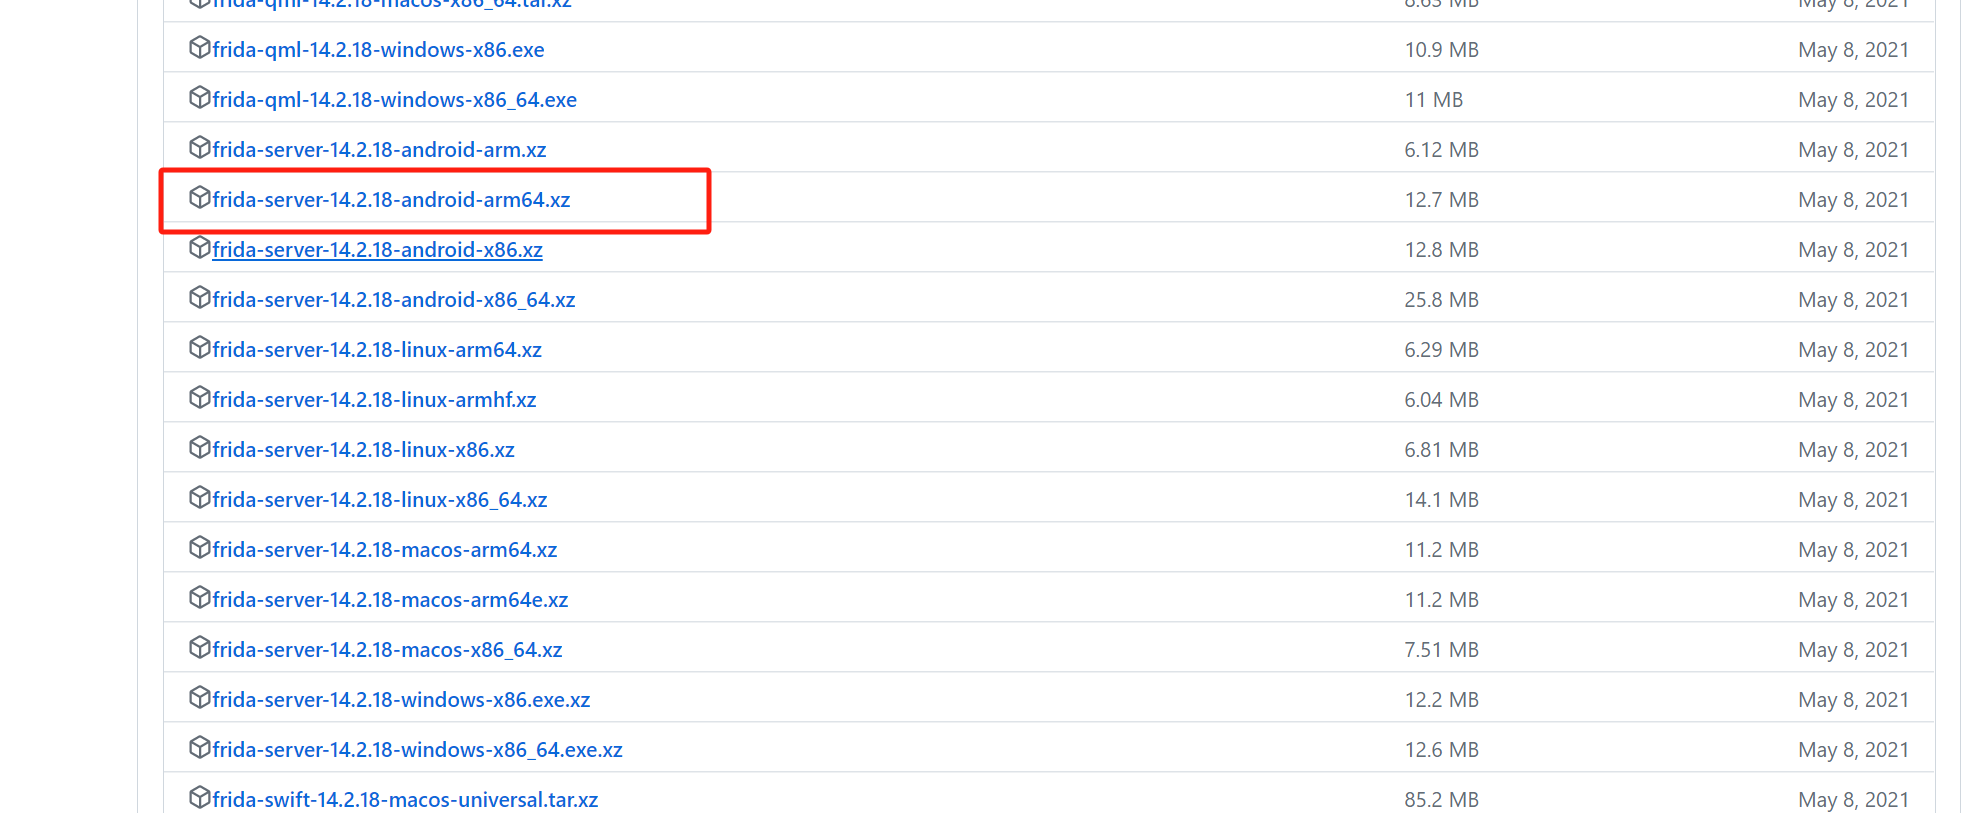 frida-qml-14.2.18-macos-x86_64.tar.xz 8.63 MB May 8, 2021
frida-qml-14.2.18-windows-x86.exe 10.9 MB May 8, 2021
frida-qml-14.2.18-windows-x86_64.exe 11 MB May 8, 2021
frida-server-14.2.18-android-arm.xz 6.12 MB May 8, 2021
frida-server-14.2.18-android-arm64.xz 12.7 MB May 8, 2021
frida-server-14.2.18-android-x86.xz 12.8 MB May 8, 2021
frida-server-14.2.18-android-x86_64.xz 25.8 MB May 8, 2021
frida-server-14.2.18-linux-arm64.xz 6.29 MB May 8, 2021
frida-server-14.2.18-linux-armhf.xz 6.04 MB May 8, 2021
frida-server-14.2.18-linux-x86.xz 6.81 MB May 8, 2021
frida-server-14.2.18-linux-x86_64.xz 14.1 MB May 8, 2021
frida-server-14.2.18-macos-arm64.xz 11.2 MB May 8, 2021
frida-server-14.2.18-macos-arm64e.xz 11.2 MB May 8, 2021
frida-server-14.2.18-macos-x86_64.xz 7.51 MB May 8, 2021
frida-server-14.2.18-windows-x86.exe.xz 12.2 MB May 8, 2021
frida-server-14.2.18-windows-x86_64.exe.xz 12.6 MB May 8, 2021
frida-swift-14.2.18-macos-universal.tar.xz 85.2 MB May 8, 2021